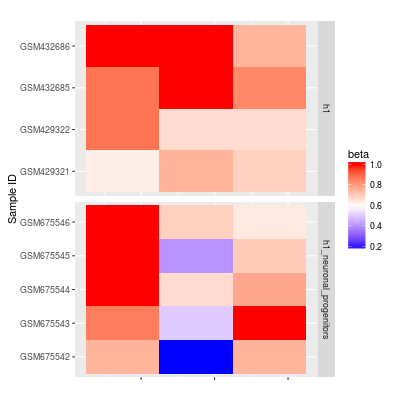 Sample ID
GSM432686
GSM432685
GSM429322
GSM429321
h1
GSM675546
GSM675545
GSM675544
GSM675543
GSM675542
h1_neuronal_progenitors
beta
1.0
0.8
0.6
0.4
0.2